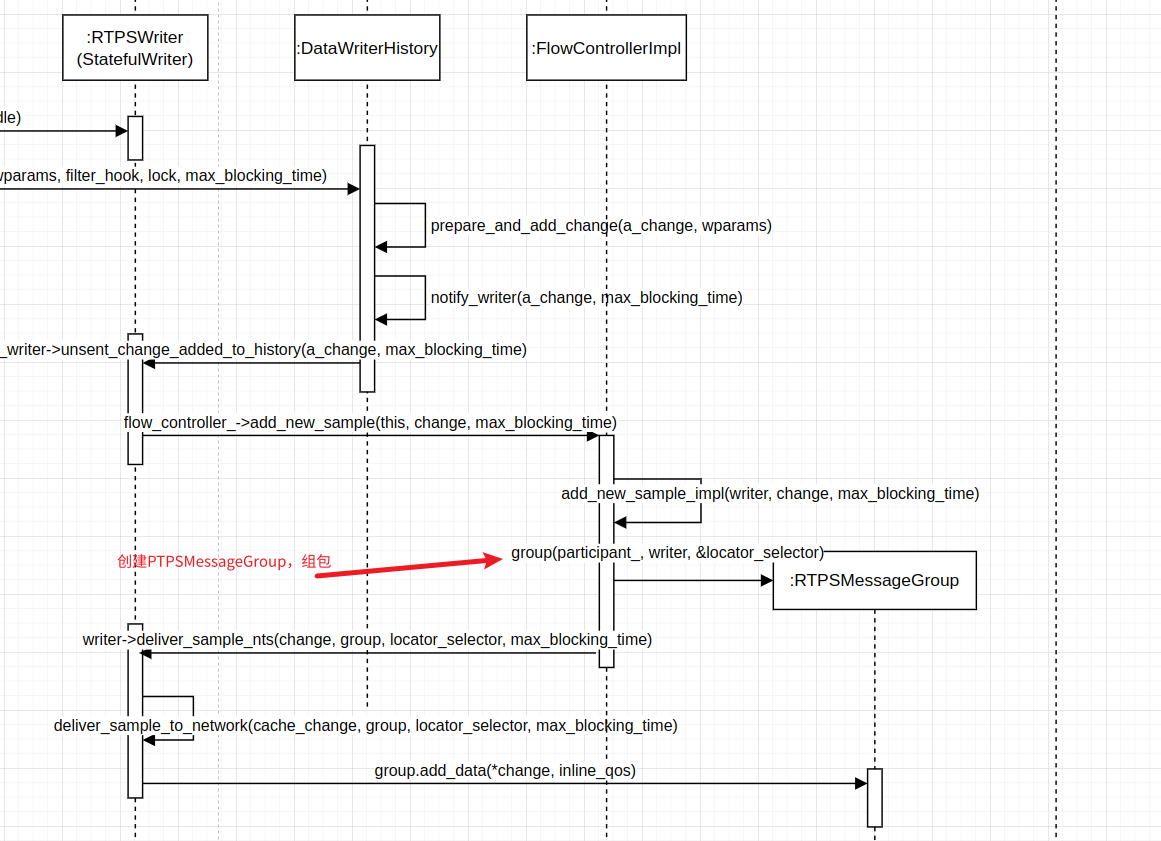 :RTPSWriter
(StatefulWriter)
:DataWriterHistory
:FlowControllerImpl
dle)
wparams, filter_hook, lock, max_blocking_time)
prepare_and_add_change(a_change, wparams)
notify_writer(a_change, max_blocking_time)
_writer->unsent_change_added_to_history(a_change, max_blocking_time)
flow_controller_->add_new_sample(this, change, max_blocking_time)
add_new_sample_impl(writer, change, max_blocking_time)
group(participant_, writer, &locator_selector)
创建PTPSMessageGroup，组包
:RTPSMessageGroup
writer->deliver_sample_nts(change, group, locator_selector, max_blocking_time)
deliver_sample_to_network(cache_change, group, locator_selector, max_blocking_time)
group.add_data(*change, inline_qos)